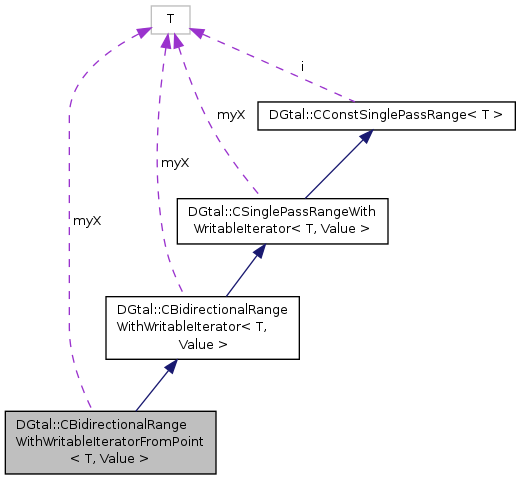 T
i
DGtal::CConstSinglePassRange< T >
myX
myX
DGtal::CSinglePassRangeWith
WritableIterator< T, Value >
myX
DGtal::CBidirectionalRange
WithWritableIterator< T,
Value >
DGtal::CBidirectionalRange
WithWritableIteratorFromPoint
< T, Value >